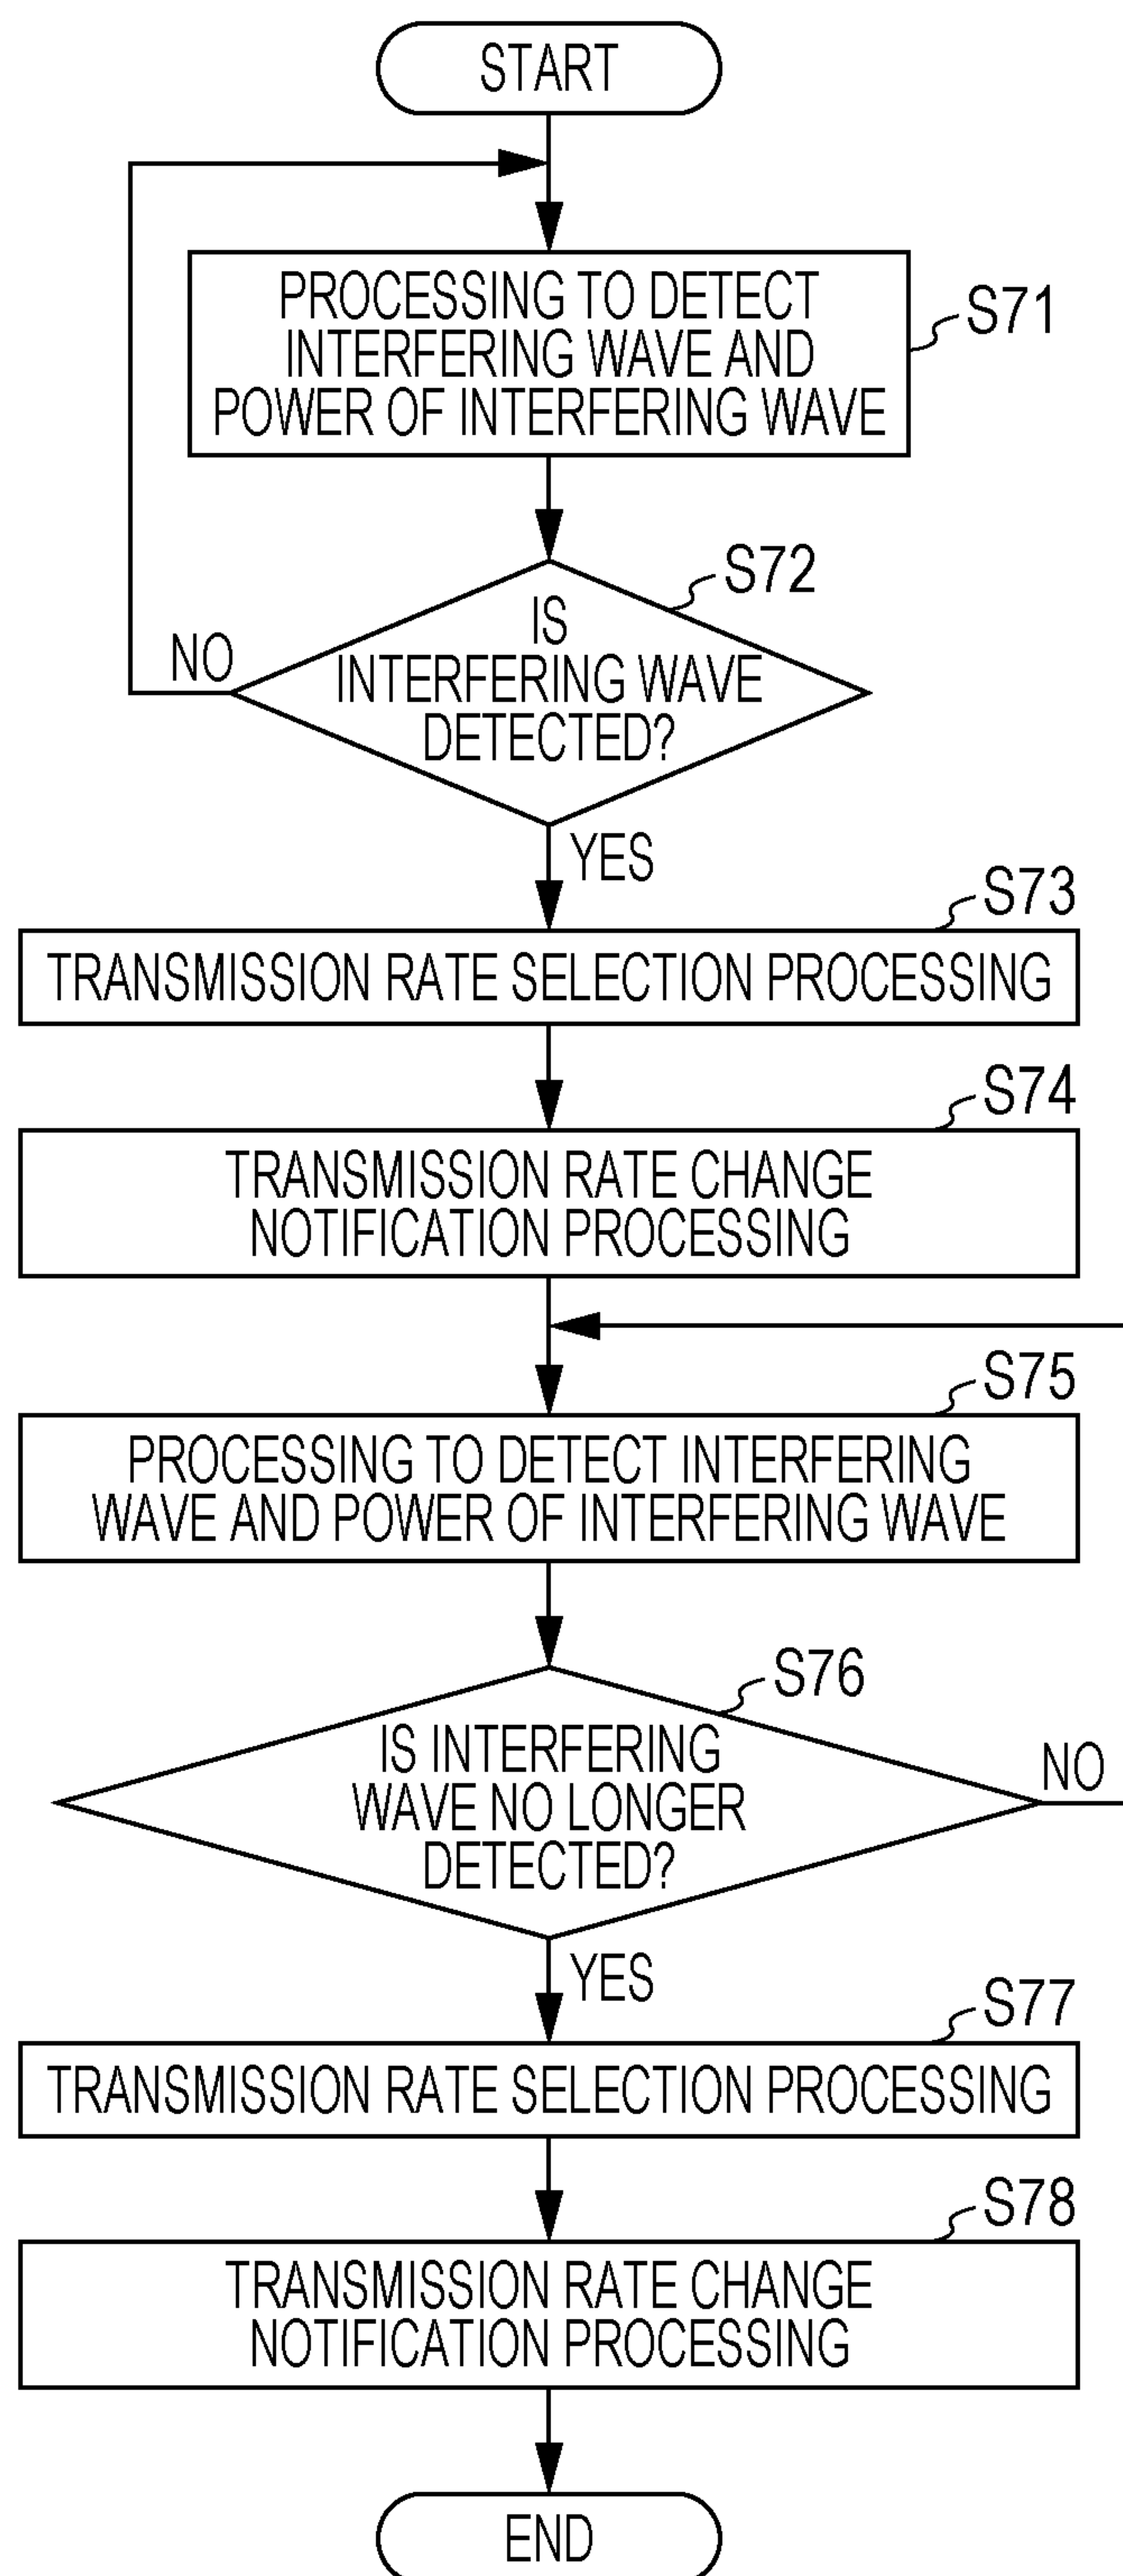 START
PROCESSING TO DETECT
INTERFERING WAVE AND
POWER OF INTERFERING WAVE
S71
S72
IS
INTERFERING WAVE
DETECTED?
NO
YES
S73
TRANSMISSION RATE SELECTION PROCESSING
S74
TRANSMISSION RATE CHANGE
NOTIFICATION PROCESSING
S75
PROCESSING TO DETECT INTERFERING
WAVE AND POWER OF INTERFERING WAVE
S76
IS INTERFERING
WAVE NO LONGER
DETECTED?
NO
YES
S77
TRANSMISSION RATE SELECTION PROCESSING
S78
TRANSMISSION RATE CHANGE
NOTIFICATION PROCESSING
END